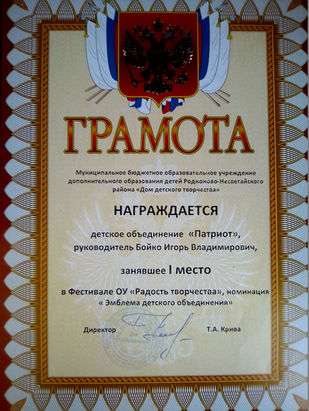 ГРАМОТА
Муниципальное бюджетное образовательное учреждение
дополнительного образования детей Родионово-Несветайского
района «Дом детского творчества»
НАГРАЖДАЕТСЯ
детское объединение «Патриот»,
руководитель Бойко Игорь Владимирович,
занявшее I место
в Фестивале ОУ «Радость творчества», номинация
« Эмблема детского объединения»
Директор Т.А. Крива